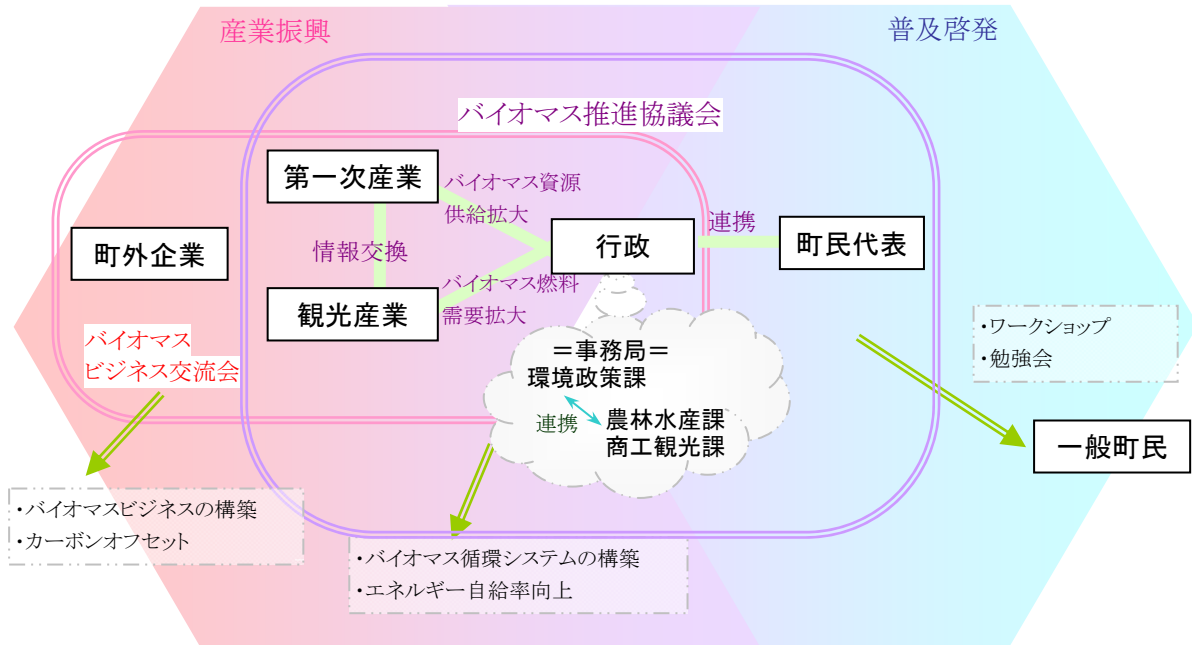 産業振興
普及啓発
バイオマス推進協議会
第一次産業
バイオマス資源
供給拡大
町外企業
情報交換
行政
連携
町民代表
観光産業
バイオマス燃料
需要拡大
バイオマス
ビジネス交流会
＝事務局＝
環境政策課
連携
農林水産課
商工観光課
・ワークショップ
・勉強会
一般町民
・バイオマスビジネスの構築
・カーボンオフセット
・バイオマス循環システムの構築
・エネルギー自給率向上